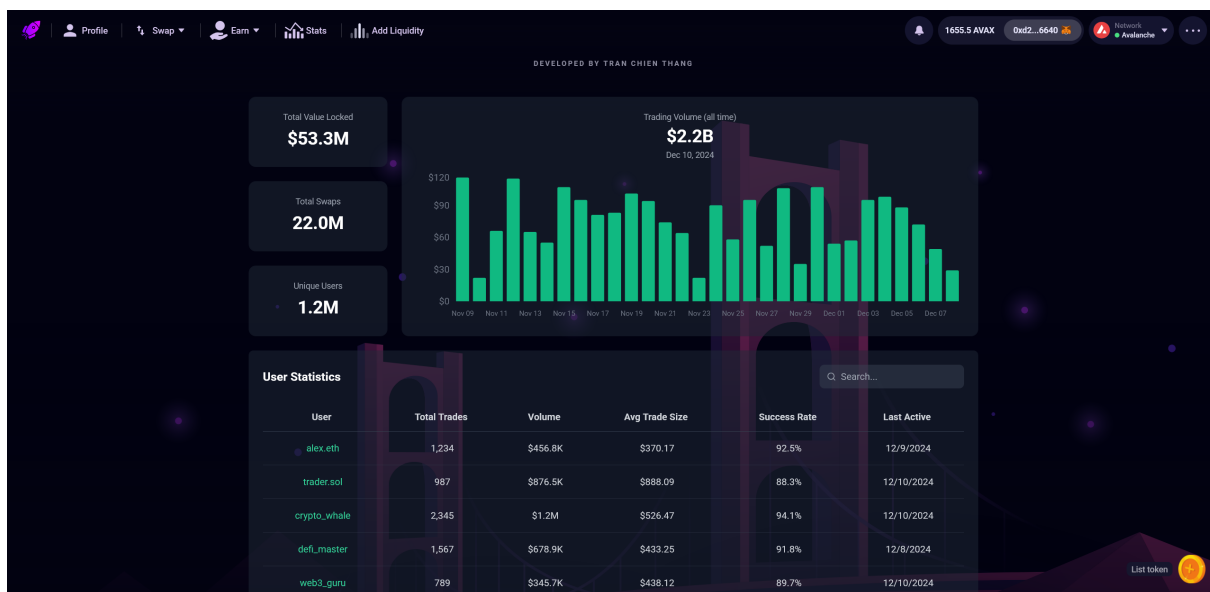 Profile
Swap
Earn
Stats
Add Liquidity
1655.5 AVAX
0xd2...6640
Network
Avalanche
DEVELOPED BY TRAN CHIEN THANG
Total Value Locked
$53.3M
Total Swaps
22.0M
Unique Users
1.2M
Trading Volume (all time)
$2.2B
Dec 10, 2024
$120
$90
$60
$30
$0
Nov 09 Nov 11 Nov 13 Nov 15 Nov 17 Nov 19 Nov 21 Nov 23 Nov 25 Nov 27 Nov 29 Dec 01 Dec 03 Dec 05 Dec 07
User Statistics
Search...
User Total Trades Volume Avg Trade Size Success Rate Last Active
alex.eth 1,234 $456.8K $370.17 92.5% 12/9/2024
trader.sol 987 $876.5K $888.09 88.3% 12/10/2024
crypto_whale 2,345 $1.2M $526.47 94.1% 12/10/2024
defi_master 1,567 $678.9K $433.25 91.8% 12/8/2024
web3_guru 789 $345.7K $438.12 89.7% 12/10/2024
List token